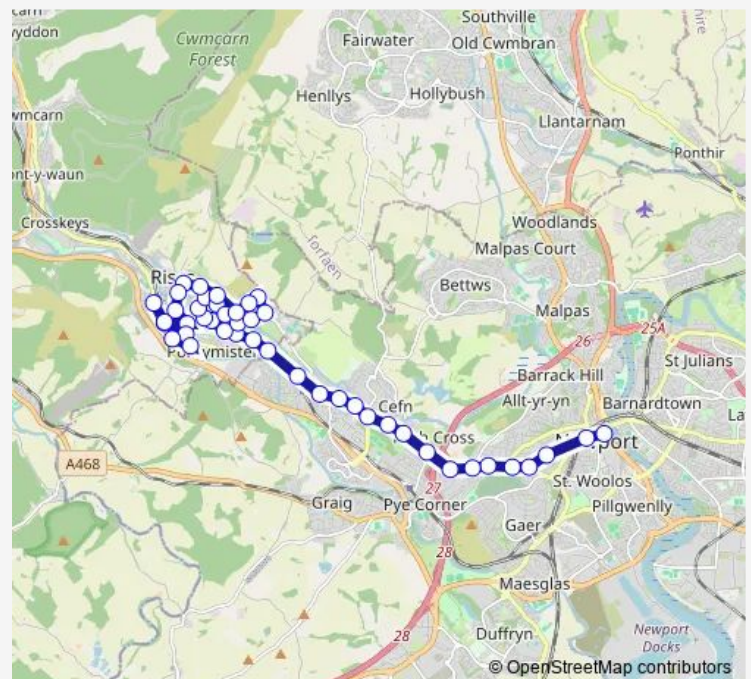 Southville
Cwmcarn
Forest
Fairwater
Old Cwmbran
Henllys
Hollybush
Llantarnam
Ponthir
Crosskeys
Woodlands
Torfaen
Malpas Court
Bettws
Malpas
26
25A
St Julians
Barrack Hill
Allt-yr-yn
Barnardtown
Cefn
A468
27
St. Woolos
Graig
Pye Corner
Pillgwenlly
Gaer
28
Maesglas
28
Duffryn
Newport
Docks
© OpenStreetMap contributors